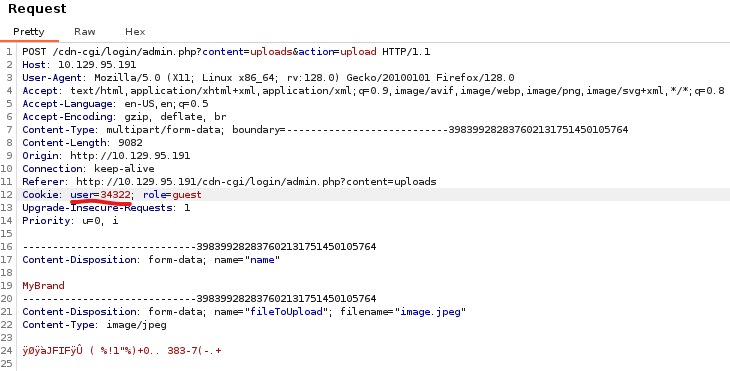 Request
Pretty Raw Hex
1 POST /cdn-cgi/login/admin.php?content=uploads&action=upload HTTP/1.1
2 Host: 10.129.95.191
3 User-Agent: Mozilla/5.0 (X11; Linux x86_64; rv:128.0) Gecko/20100101 Firefox/128.0
4 Accept: text/html,application/xhtml+xml,application/xml;q=0.9,image/avif,image/webp,image/png,image/svg+xml,*/*;q=0.8
5 Accept-Language: en-US,en;q=0.5
6 Accept-Encoding: gzip, deflate, br
7 Content-Type: multipart/form-data; boundary=---------------------------398399282837602131751450105764
8 Content-Length: 9082
9 Origin: http://10.129.95.191
10 Connection: keep-alive
11 Referer: http://10.129.95.191/cdn-cgi/login/admin.php?content=uploads
12 Cookie: user=34322; role=guest
13 Upgrade-Insecure-Requests: 1
14 Priority: u=0, i
15
16 -----------------------------398399282837602131751450105764
17 Content-Disposition: form-data; name="name"
18
19 MyBrand
20 -----------------------------398399282837602131751450105764
21 Content-Disposition: form-data; name="fileToUpload"; filename="image.jpeg"
22 Content-Type: image/jpeg
23
24 ÿØÿàJFIFÿÛ ( %!1"%)+0.. 383-7(-.+
25